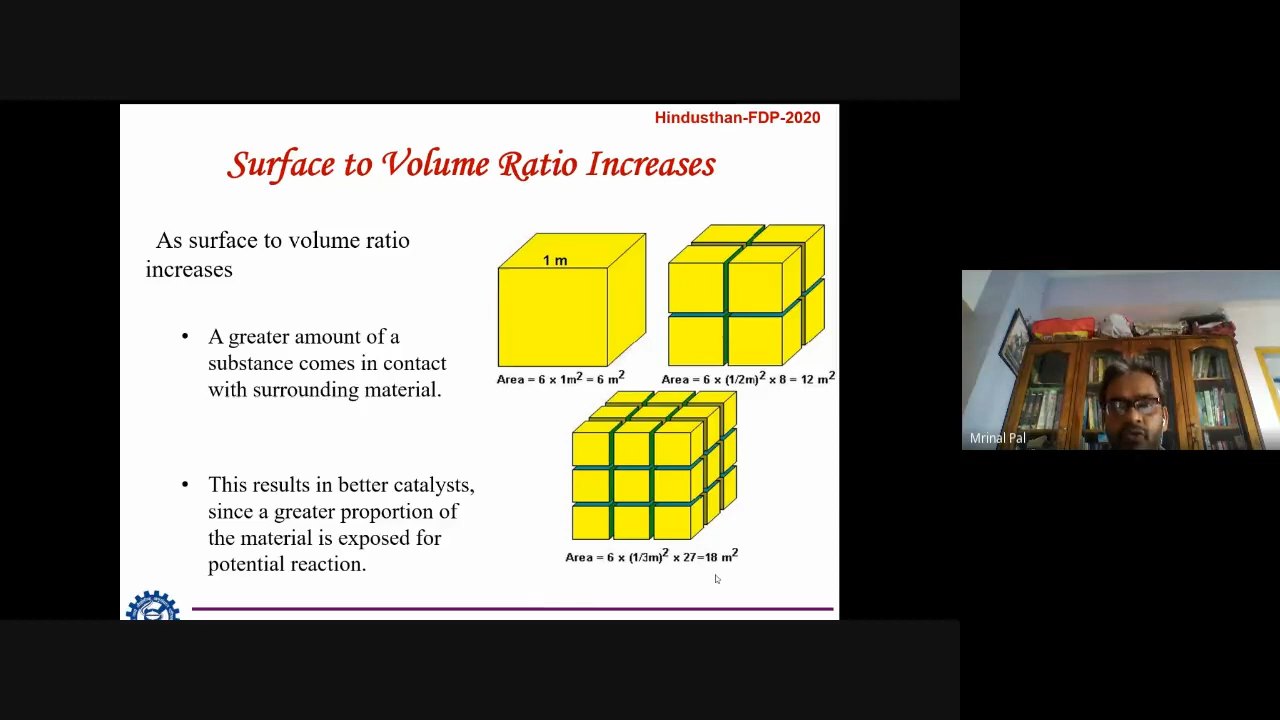 Hindusthan-FDP-2020
Surface to Volume Ratio Increases
As surface to volume ratio
increases
• A greater amount of a
substance comes in contact
with surrounding material.
• This results in better catalysts,
since a greater proportion of
the material is exposed for
potential reaction.
1 m
Area = 6 x 1m² = 6 m²
Area = 6 x (1/2m)² x 8 = 12 m²
Area = 6 x (1/3m)² x 27=18 m²
Mrinal Pal